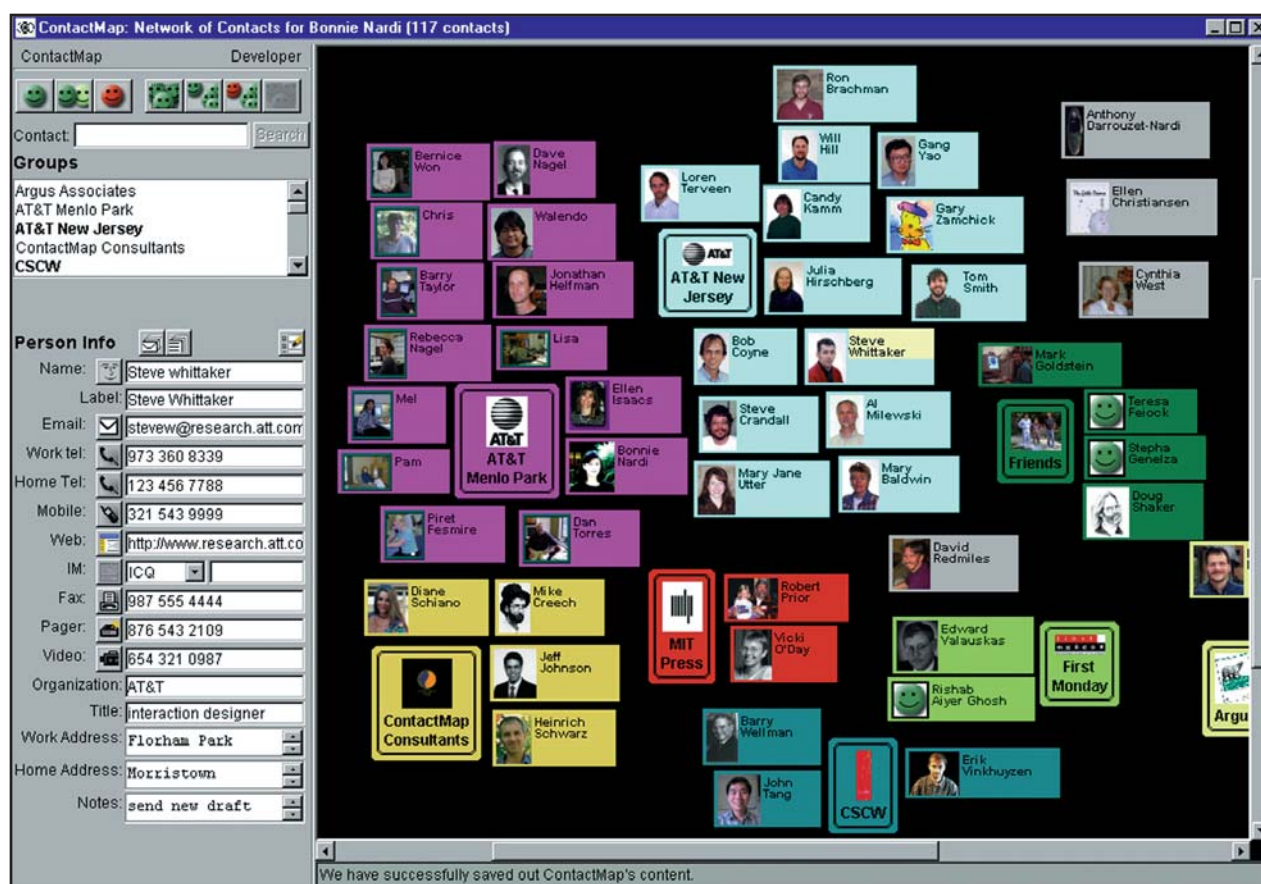 ContactMap: Network of Contacts for Bonnie Nardi (117 contacts)
ContactMap Developer
Contact: Search
Groups
Argus Associates
AT&T Menlo Park
AT&T New Jersey
ContactMap Consultants
CSCW
Person Info
Name: Steve whittaker
Label: Steve Whittaker
Email: stevew@research.att.com
Work tel: 973 360 8339
Home Tel: 123 456 7788
Mobile: 321 543 9999
Web: http://www.research.att.co
IM: ICQ
Fax: 987 555 4444
Pager: 876 543 2109
Video: 654 321 0987
Organization: AT&T
Title: interaction designer
Work Address: Florham Park
Home Address: Morristown
Notes: send new draft
Bernice
Won
Dave
Nagel
Chris
Walendo
Barry
Taylor
Jonathan
Helfman
Rebecca
Nagel
Lisa
Mel
Ellen
Isaacs
AT&T
AT&T
Menlo Park
Pam
Bonnie
Nardi
Piret
Fesmire
Dan
Torres
Ron
Brachman
Will
Hill
Gang
Yao
Loren
Terveen
Candy
Kamm
Gary
Zamchick
AT&T
AT&T New
Jersey
Julia
Hirschberg
Tom
Smith
Bob
Coyne
Steve
Whittaker
Steve
Crandall
Al
Milewski
Mary Jane
Utter
Mary
Baldwin
Anthony
Darrouzet-Nardi
Ellen
Christiansen
Cynthia
West
Mark
Goldstein
Teresa
Feiock
Friends
Stepha
Genelza
Doug
Shaker
David
Redmiles
Diane
Schiano
Mike
Creech
Jeff
Johnson
ContactMap
Consultants
Heinrich
Schwarz
MIT
Press
Robert
Prior
Vicki
O'Day
Edward
Valauskas
First
Monday
Rishab
Aiyer Ghosh
Argu
Barry
Wellman
John
Tang
CSCW
Erik
Vinkhuyzen
We have successfully saved out ContactMap's content.